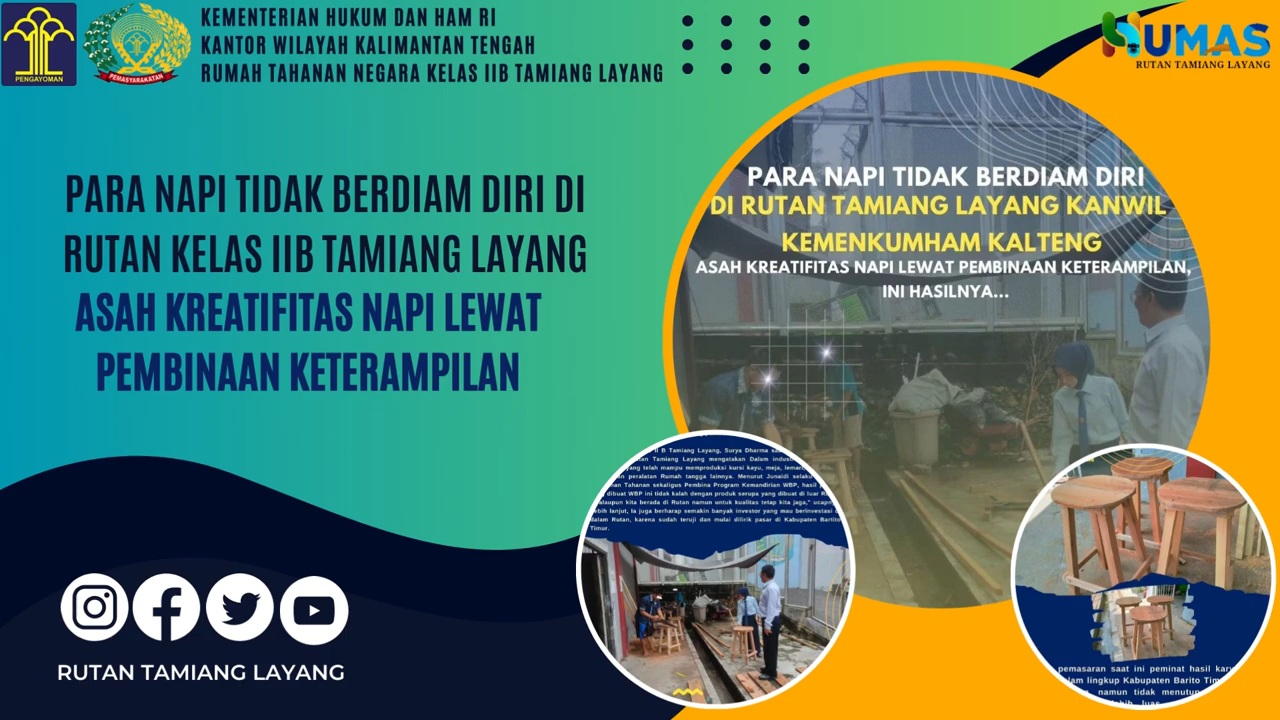 PENGAYOMAN
PEMASYARAKATAN
KEMENTERIAN HUKUM DAN HAM RI
KANTOR WILAYAH KALIMANTAN TENGAH
RUMAH TAHANAN NEGARA KELAS IIB TAMIANG LAYANG
HUMAS
RUTAN TAMIANG LAYANG
PARA NAPI TIDAK BERDIAM DIRI DI
RUTAN KELAS IIB TAMIANG LAYANG
ASAH KREATIFITAS NAPI LEWAT
PEMBINAAN KETERAMPILAN
PARA NAPI TIDAK BERDIAM DIRI
DI RUTAN TAMIANG LAYANG KANWIL
KEMENKUMHAM KALTENG
ASAH KREATIFITAS NAPI LEWAT PEMBINAAN KETERAMPILAN,
INI HASILNYA...
II B Tamiang Layang, Surya Dharma
Tamiang Layang mengatakan Dalam
telah mampu memproduksi kursi kayu, meja,
peralatan Rumah tangga lainnya. Menurut Junaidi
Tahanan sekaligus Pembina Program Kemandirian WBP, hasil
dibuat WBP ini tidak kalah dengan produk serupa yang dibuat di luar
kita berada di Rutan namun untuk kualitas tetap kita jaga,"
lanjut, Ia juga berharap semakin banyak investor yang mau berinvestasi
dalam Rutan, karena sudah teruji dan mulai dilirik pasar di Kabupaten Barito
Timur.
pemasaran saat ini peminat hasil
lingkup Kabupaten Barito
namun tidak
RUTAN TAMIANG LAYANG